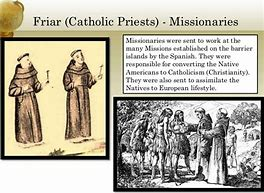 Friar (Catholic Priests) - Missionaries
Missionaries were sent to work at the
many Missions established on the barrier
islands by the Spanish. They were
responsible for converting the Native
Americans to Catholicism (Christianity).
They were also sent to assimilate the
Natives to European lifestyle.